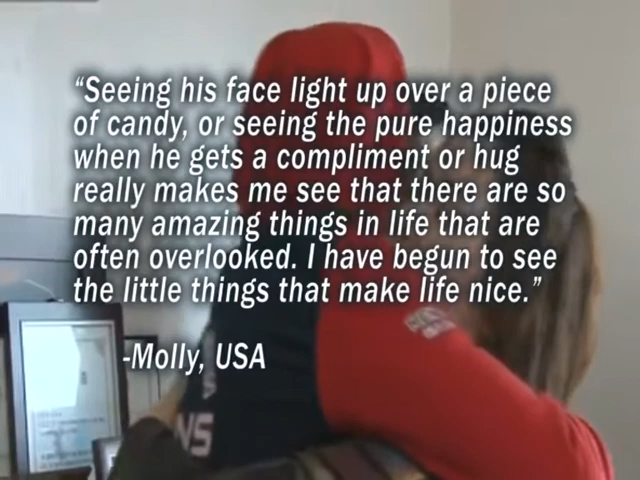 “Seeing his face light up over a piece
of candy, or seeing the pure happiness
when he gets a compliment or hug
really makes me see that there are so
many amazing things in life that are
often overlooked. I have begun to see
the little things that make life nice.”
-Molly, USA
NS